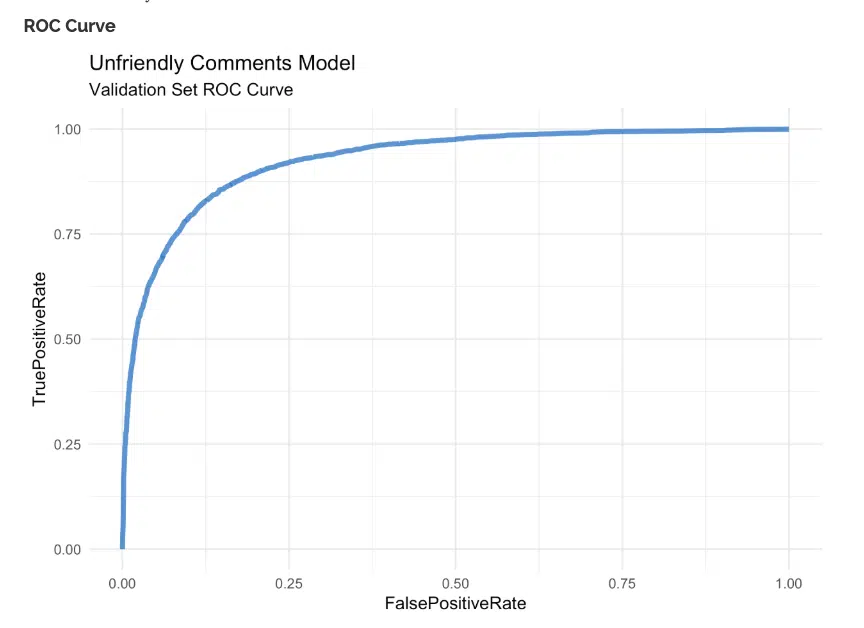 ROC Curve
Unfriendly Comments Model
Validation Set ROC Curve
1.00
0.75
0.50
0.25
0.00
TruePositiveRate
0.00 0.25 0.50 0.75 1.00
FalsePositiveRate